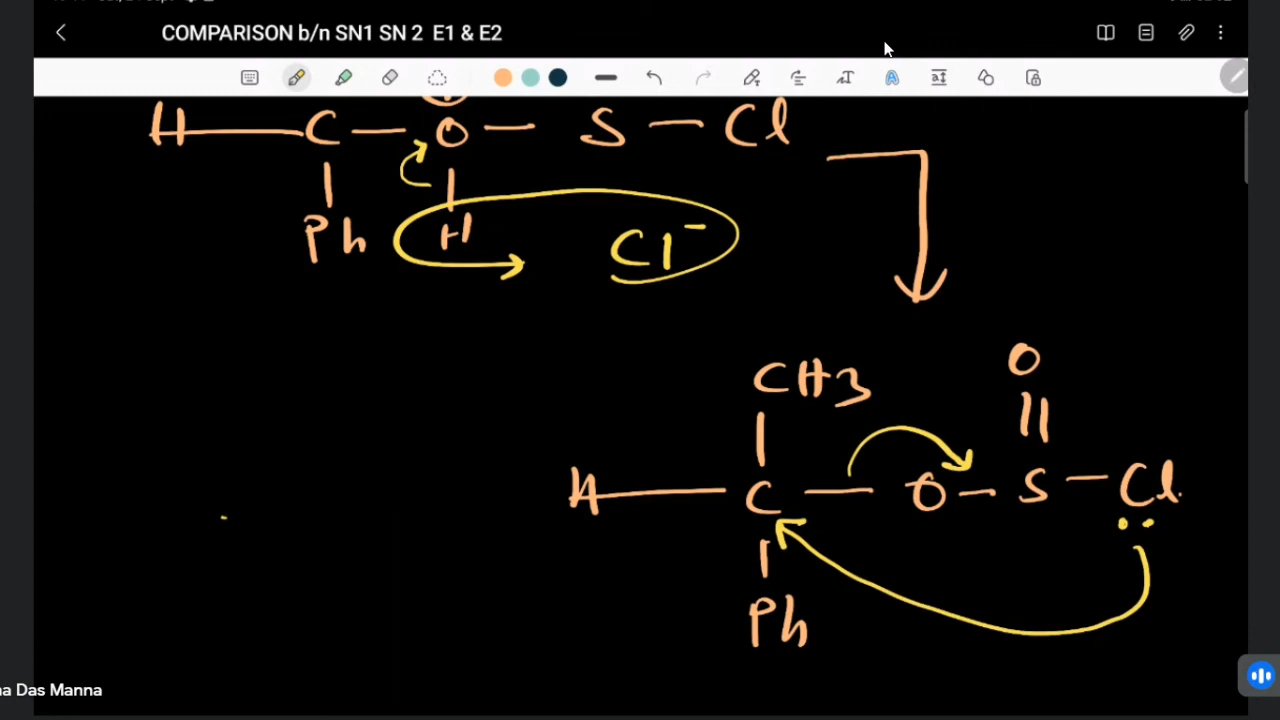 COMPARISON b/n SN1 SN 2 E1 & E2
H — C — O — S — Cl
Ph H Cl⁻
CH3 O
H — C — O — S — Cl
Ph
a Das Manna